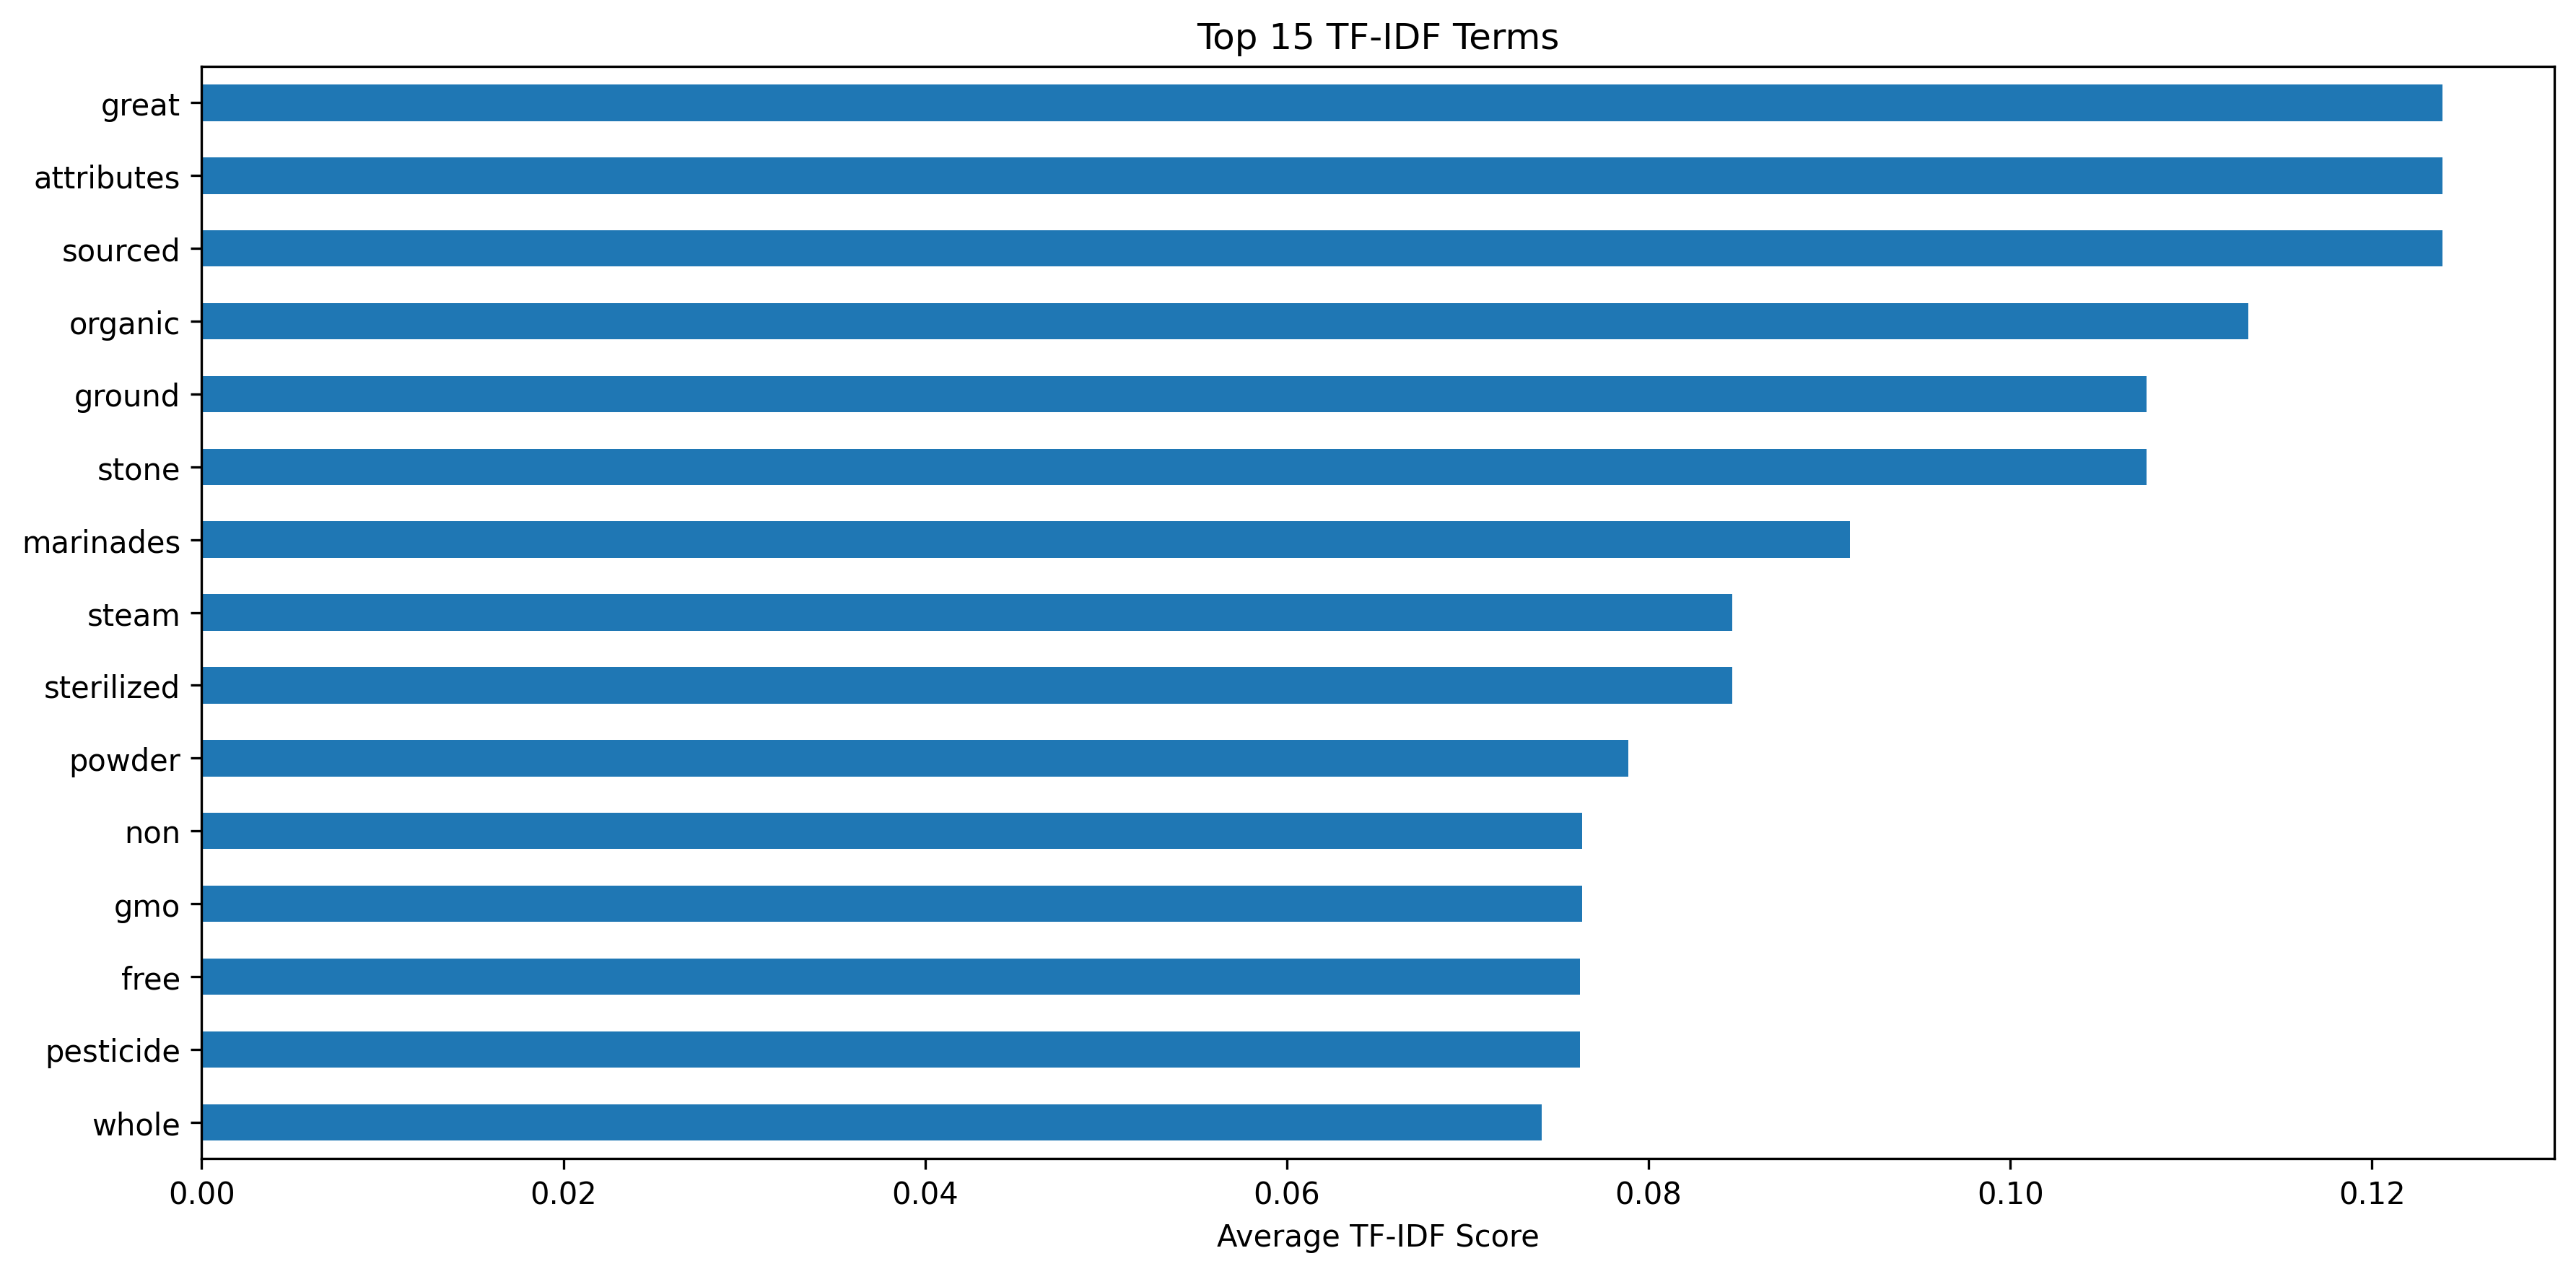 Top 15 TF-IDF Terms
great
attributes
sourced
organic
ground
stone
marinades
steam
sterilized
powder
non
gmo
free
pesticide
whole
0.00 0.02 0.04 0.06 0.08 0.10 0.12
Average TF-IDF Score